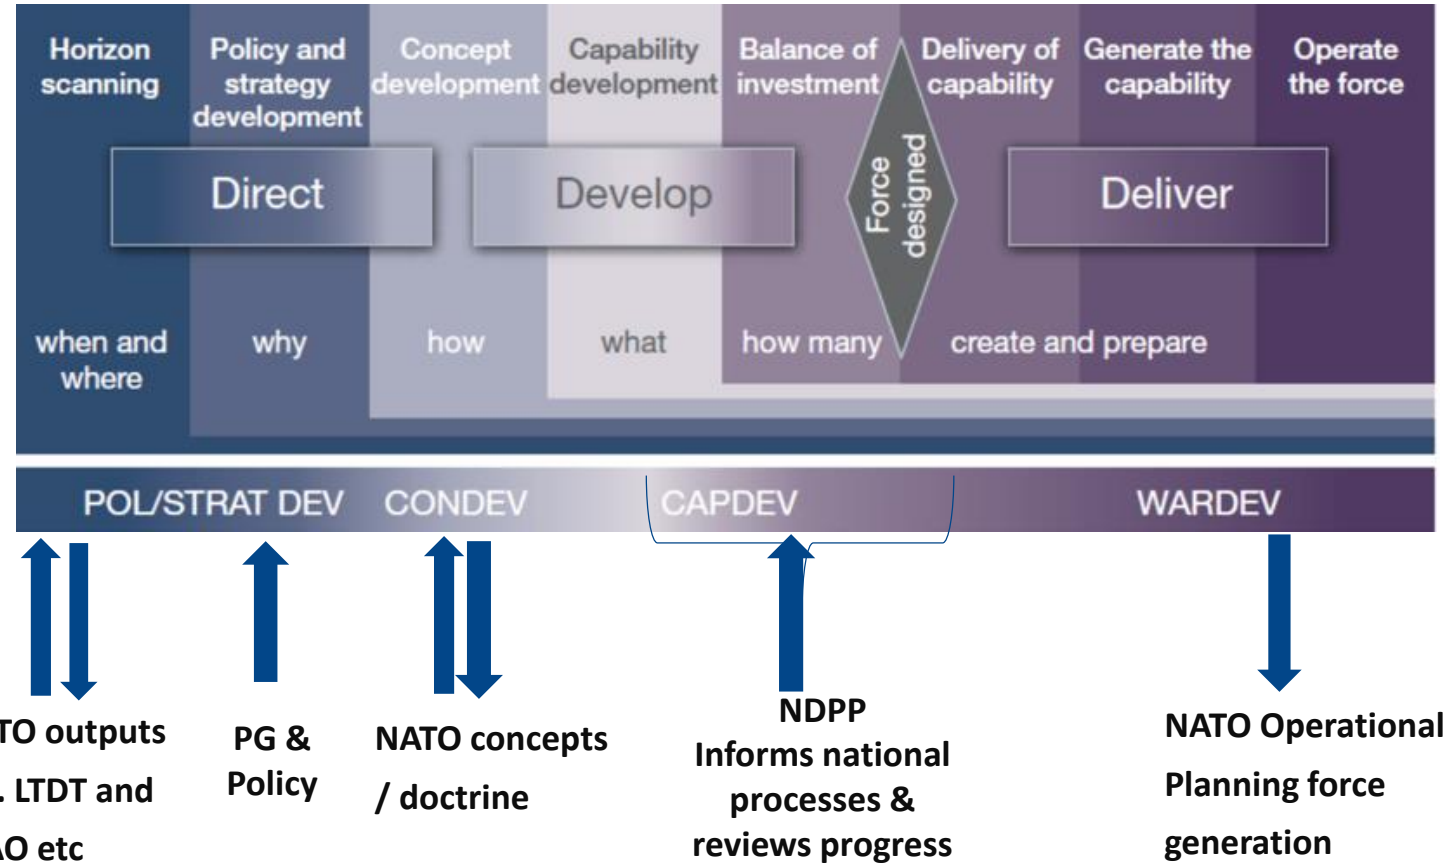 Horizon
scanning
Policy and
strategy
development
Concept
development
Capability
development
Balance of
investment
Delivery of
capability
Generate the
capability
Operate
the force
Direct
Develop
Force
designed
Deliver
when and
where
why
how
what
how many
create and prepare
POL/STRAT DEV
CONDEV
CAPDEV
WARDEV
TO outputs
. LTDT and
AO etc
PG &
Policy
NATO concepts
/ doctrine
NDPP
Informs national
processes &
reviews progress
NATO Operational
Planning force
generation